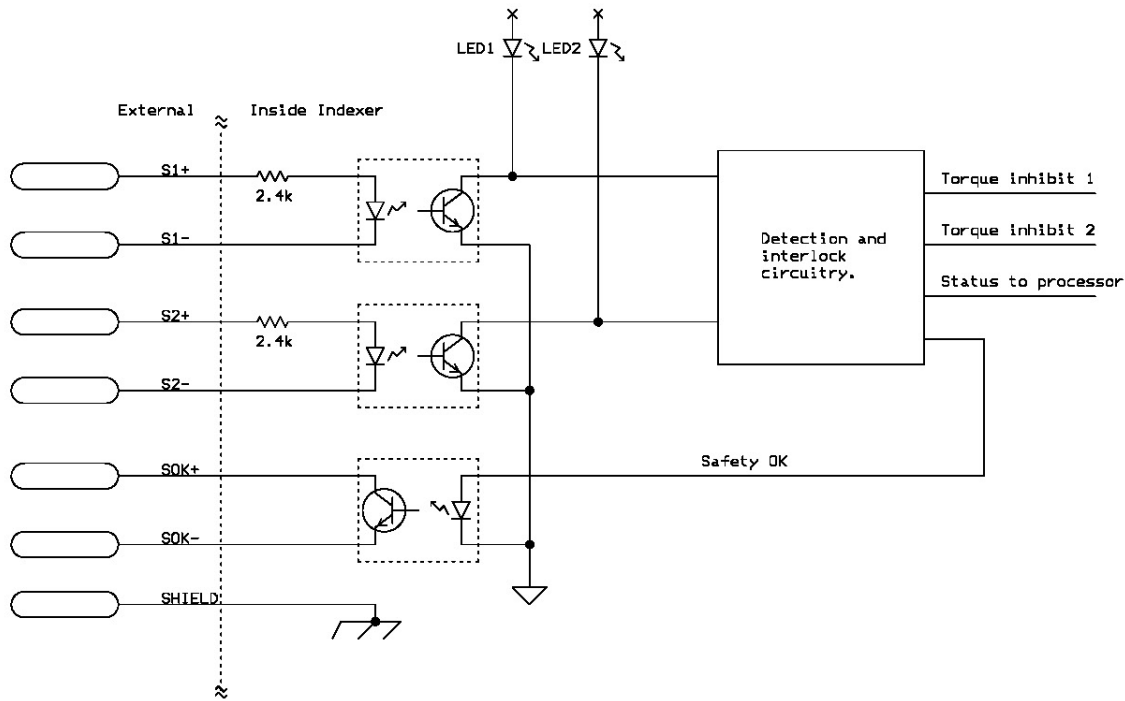 LED1
LED2
External
Inside Indexer
S1+
2.4k
S1-
Torque inhibit 1
Torque inhibit 2
Detection and
interlock
circuitry.
Status to processor
S2+
2.4k
S2-
SOK+
Safety OK
SOK-
SHIELD